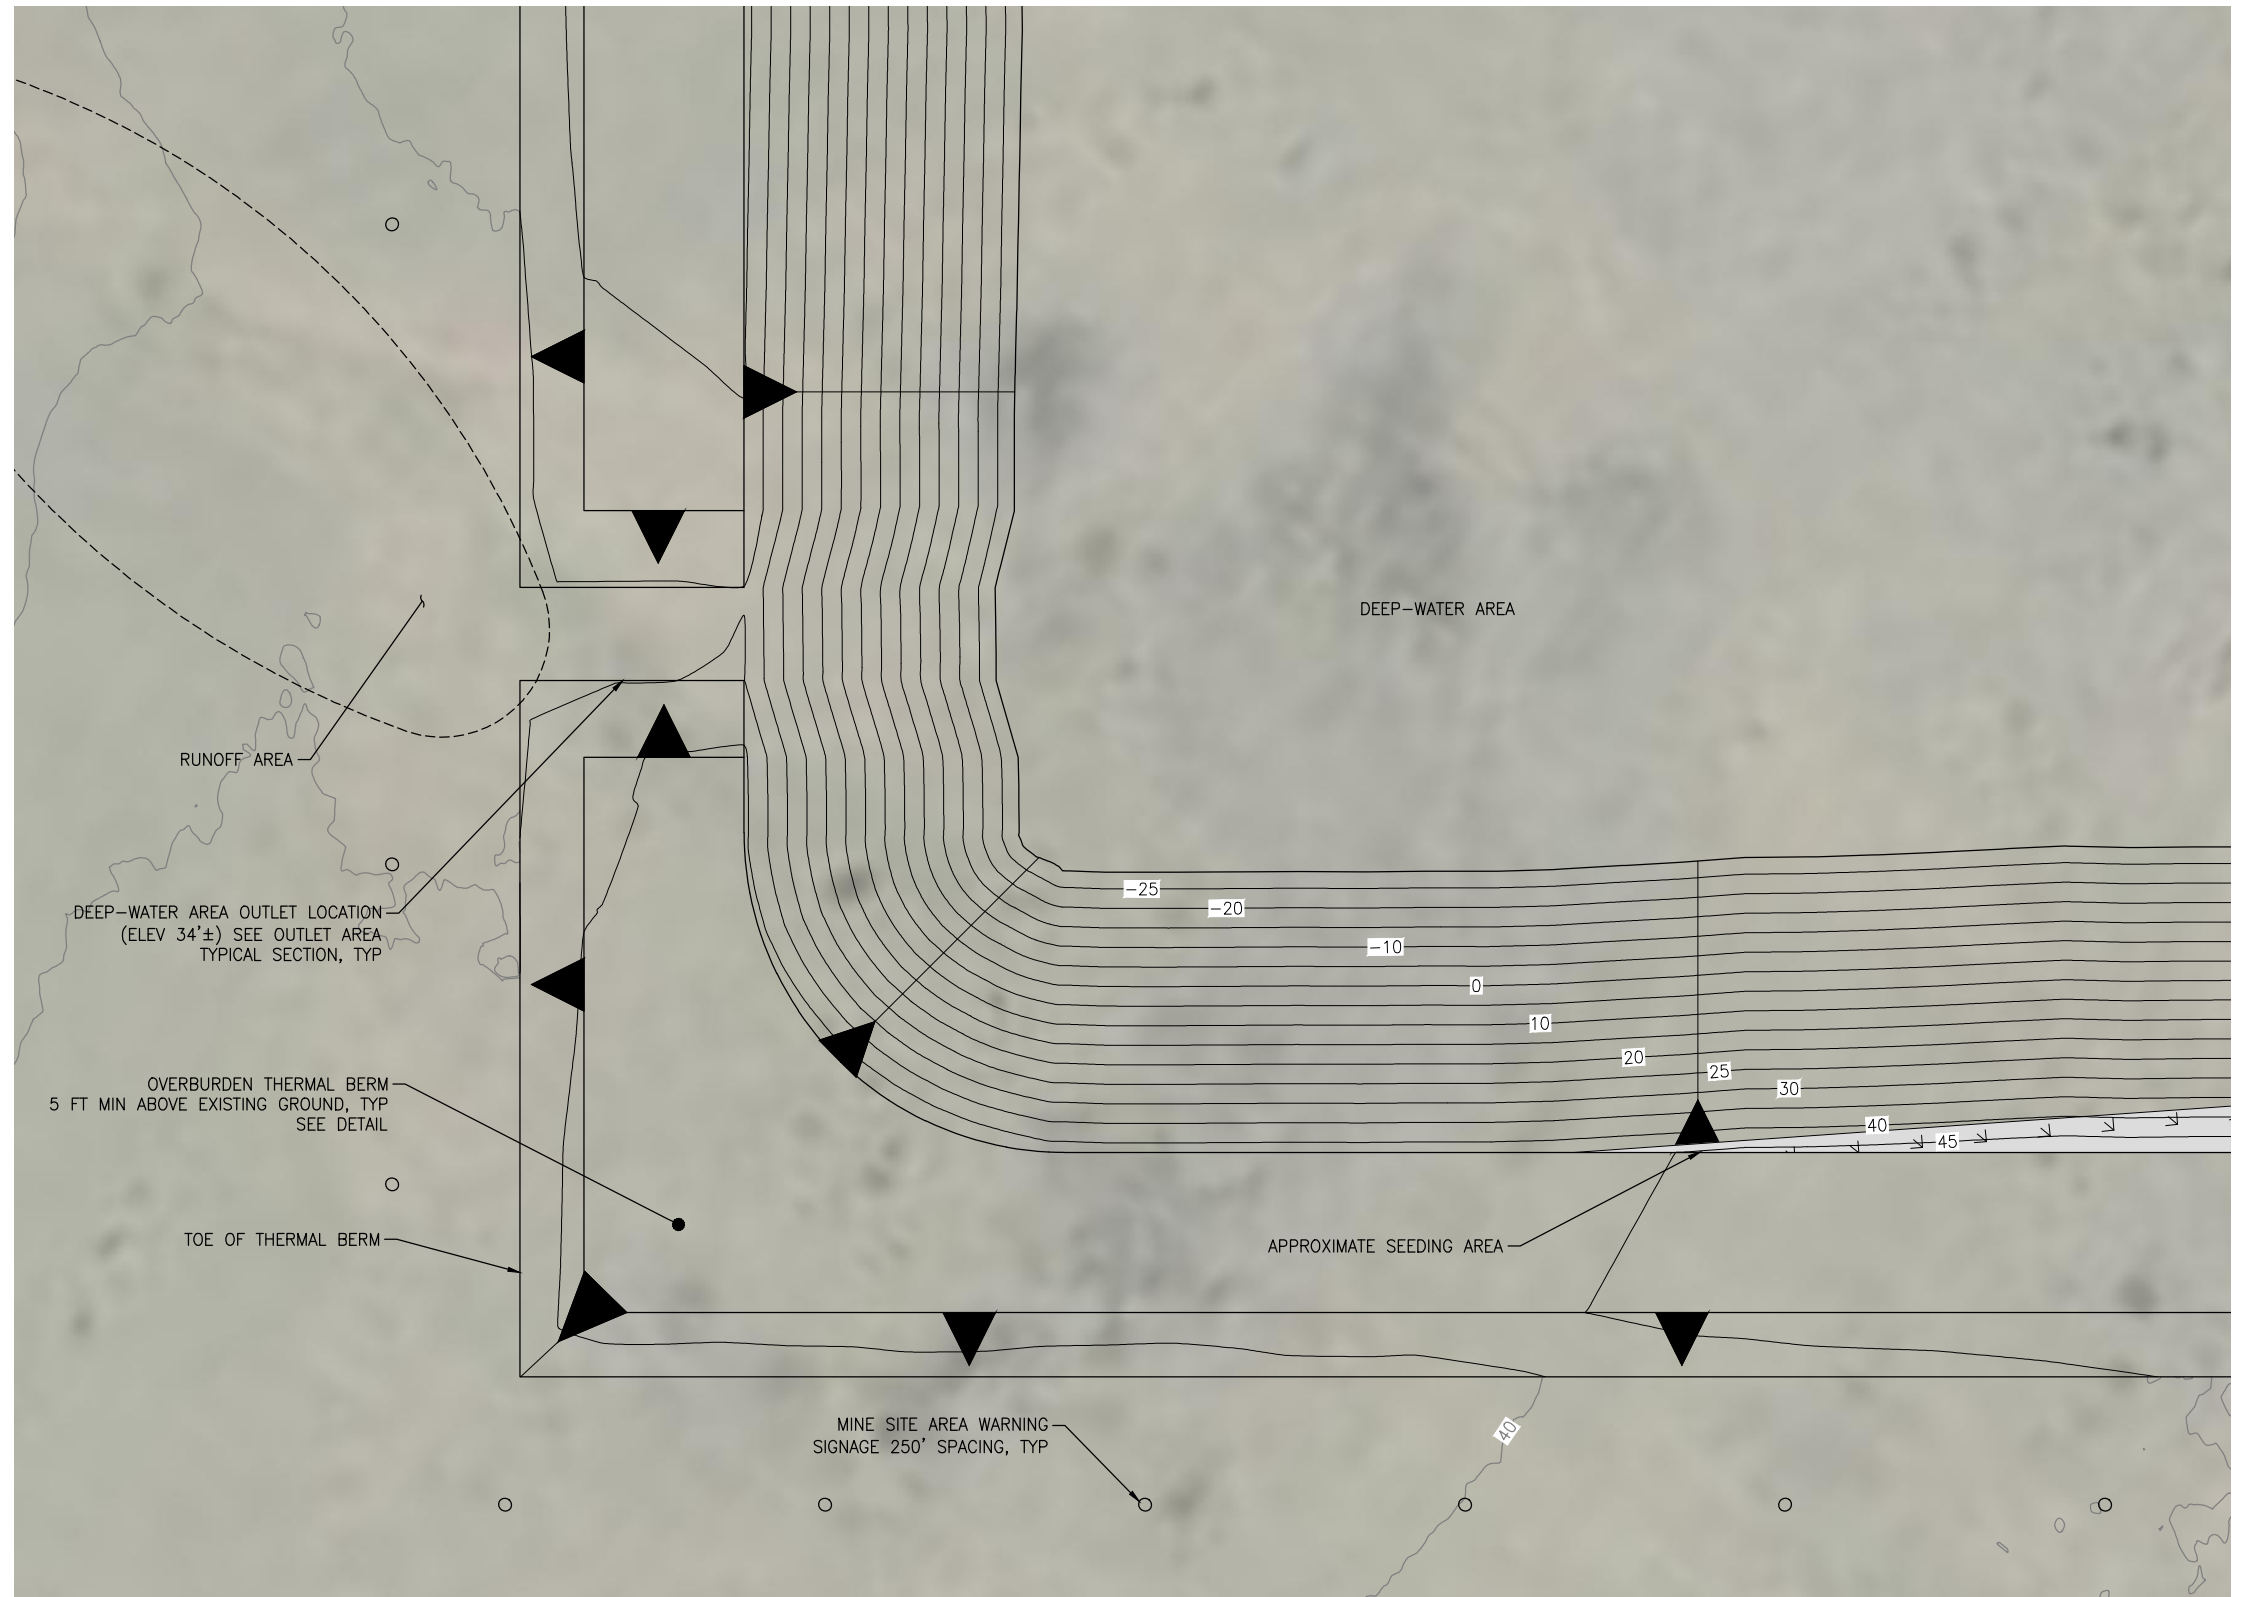 DEEP-WATER AREA
RUNOFF AREA
DEEP-WATER AREA OUTLET LOCATION
(ELEV 34'±) SEE OUTLET AREA
TYPICAL SECTION, TYP
-25
-20
-10
0
10
20
25
30
40
45
OVERBURDEN THERMAL BERM
5 FT MIN ABOVE EXISTING GROUND, TYP
SEE DETAIL
TOE OF THERMAL BERM
APPROXIMATE SEEDING AREA
MINE SITE AREA WARNING
SIGNAGE 250' SPACING, TYP
40